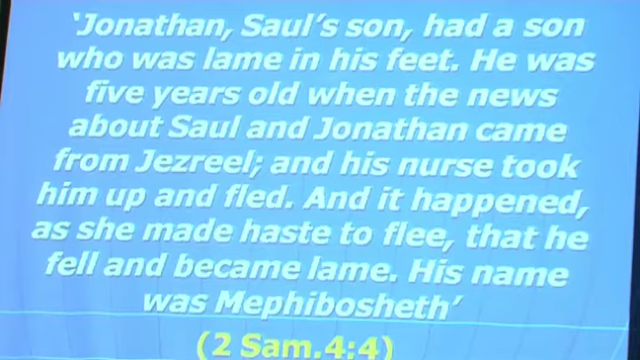 ‘Jonathan, Saul’s son, had a son
who was lame in his feet. He was
five years old when the news
about Saul and Jonathan came
from Jezreel; and his nurse took
him up and fled. And it happened,
as she made haste to flee, that he
fell and became lame. His name
was Mephibosheth’
(2 Sam.4:4)